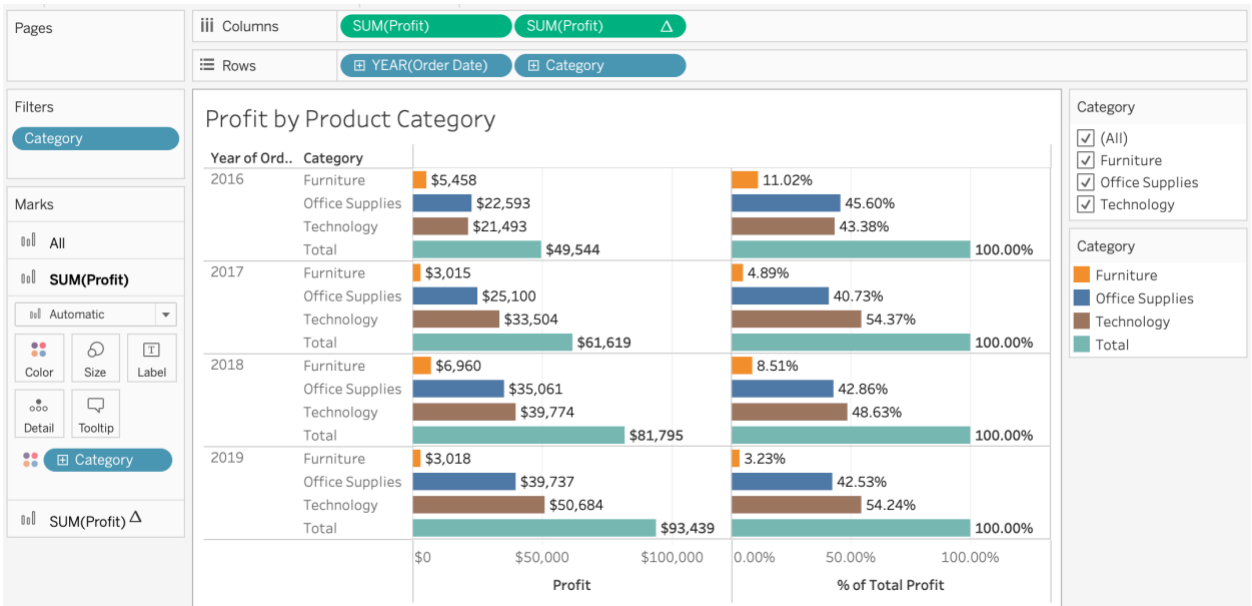 Pages
Columns SUM(Profit) SUM(Profit) Δ
Rows YEAR(Order Date) Category
Filters
Category
Marks
All
SUM(Profit)
Automatic
Color Size Label
Detail Tooltip
Category
SUM(Profit) Δ
Profit by Product Category
Year of Ord.. Category
2016 Furniture $5,458 11.02%
Office Supplies $22,593 45.60%
Technology $21,493 43.38%
Total $49,544 100.00%
2017 Furniture $3,015 4.89%
Office Supplies $25,100 40.73%
Technology $33,504 54.37%
Total $61,619 100.00%
2018 Furniture $6,960 8.51%
Office Supplies $35,061 42.86%
Technology $39,774 48.63%
Total $81,795 100.00%
2019 Furniture $3,018 3.23%
Office Supplies $39,737 42.53%
Technology $50,684 54.24%
Total $93,439 100.00%
$0 $50,000 $100,000 0.00% 50.00% 100.00%
Profit % of Total Profit
Category
(All)
Furniture
Office Supplies
Technology
Category
Furniture
Office Supplies
Technology
Total